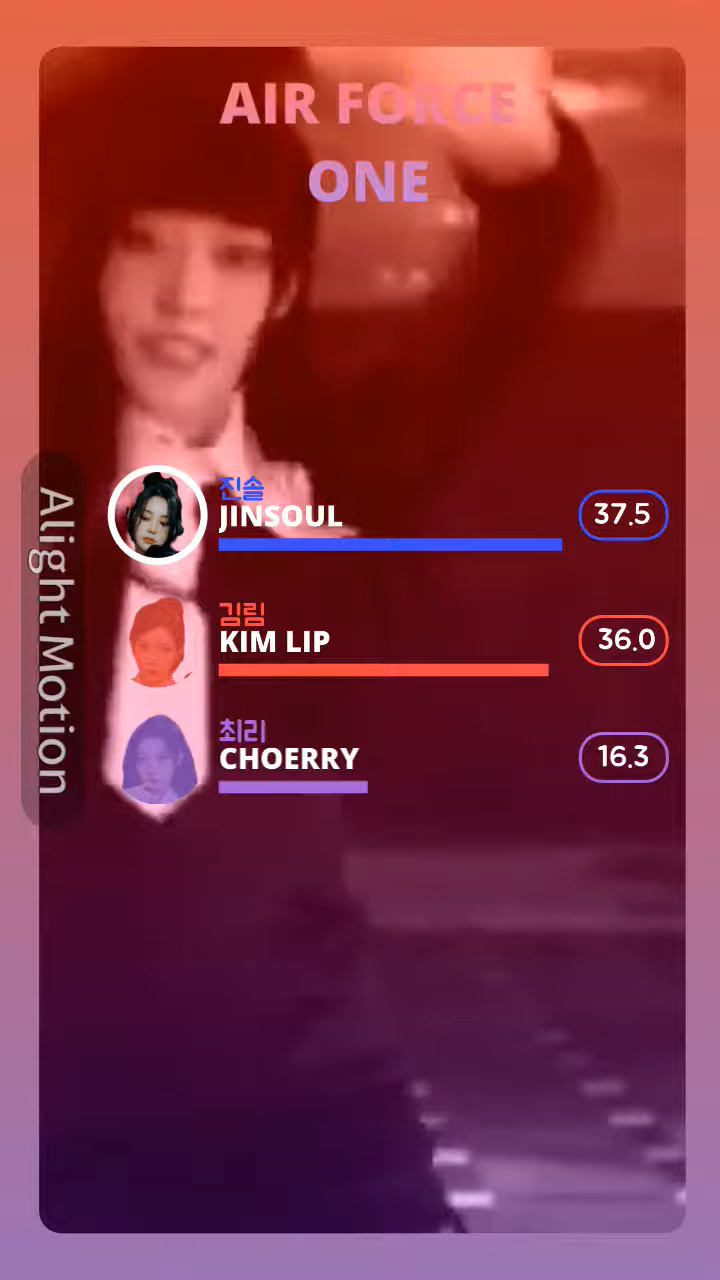 AIR FORCE
ONE
진솔
JINSOUL
37.5
김림
KIM LIP
36.0
최리
CHOERRY
16.3
Alight Motion